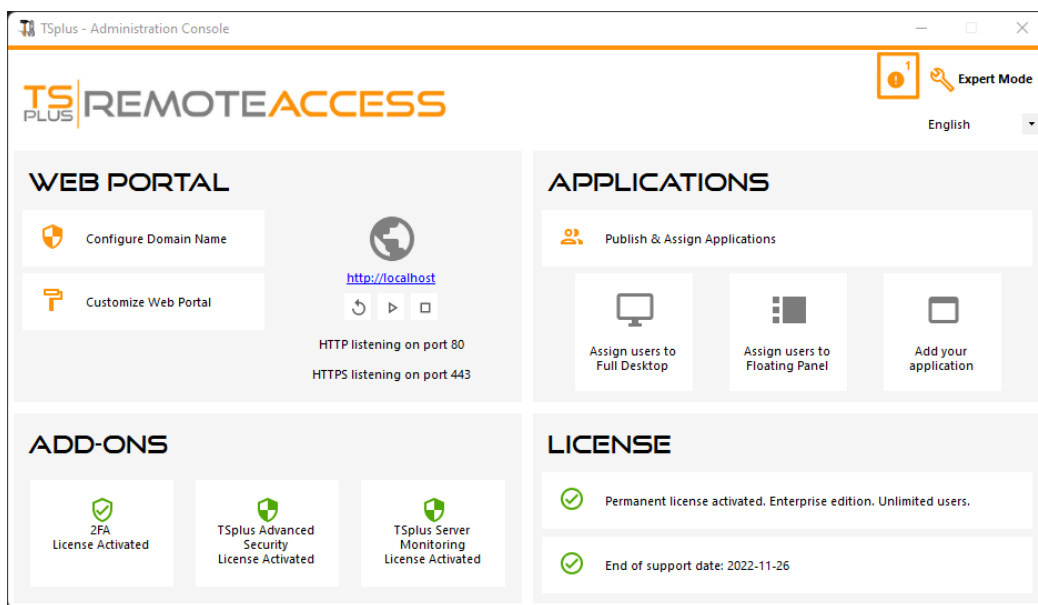 TSplus - Administration Console
1
Expert Mode
TS PLUS REMOTEACCESS
English
WEB PORTAL
Configure Domain Name
Customize Web Portal
http://localhost
HTTP listening on port 80
HTTPS listening on port 443
APPLICATIONS
Publish & Assign Applications
Assign users to
Full Desktop
Assign users to
Floating Panel
Add your
application
ADD-ONS
2FA
License Activated
TSplus Advanced
Security
License Activated
TSplus Server
Monitoring
License Activated
LICENSE
Permanent license activated. Enterprise edition. Unlimited users.
End of support date: 2022-11-26